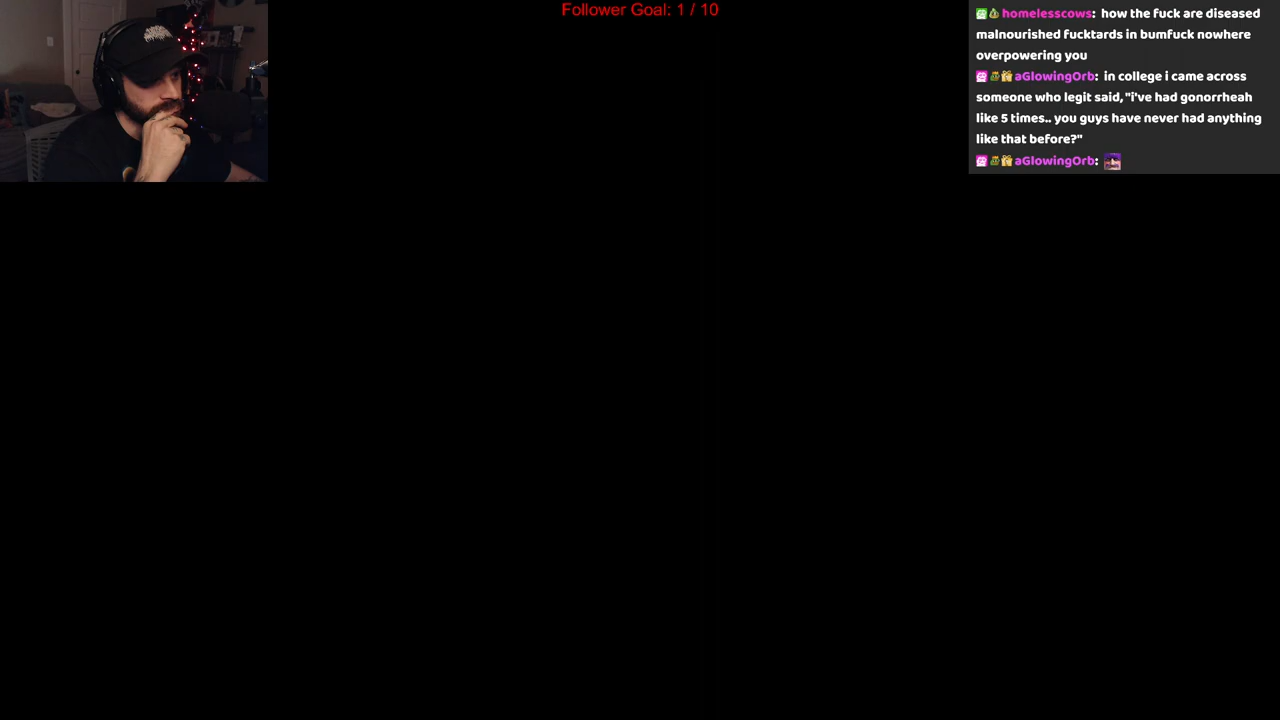 Follower Goal: 1 / 10
homelesscows: how the fuck are diseased
malnourished fucktards in bumfuck nowhere
overpowering you
aGlowingOrb: in college i came across
someone who legit said, "i've had gonorrheah
like 5 times.. you guys have never had anything
like that before?"
aGlowingOrb: